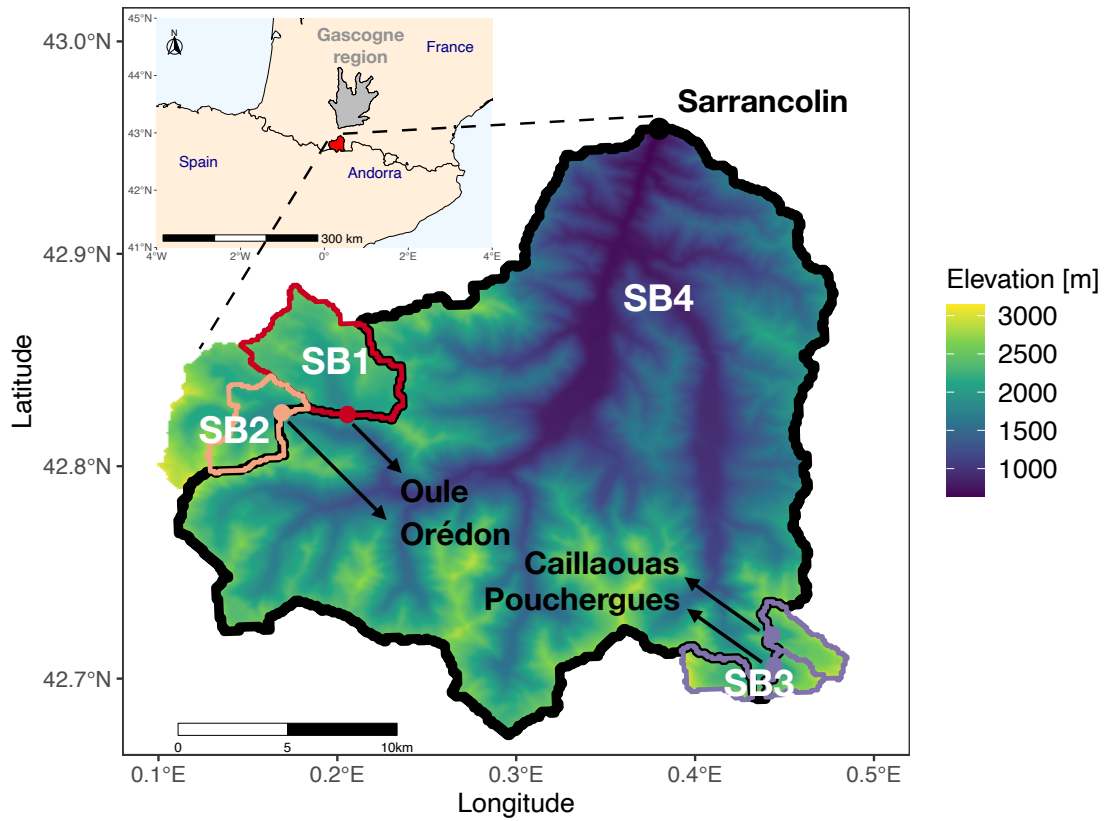 45°N
44°N
43°N
42°N
41°N
4°W
2°W
0°
2°E
4°E
N
Gascogne
region
France
Spain
Andorra
300 km
43.0°N
42.9°N
42.8°N
42.7°N
Latitude
Sarrancolin
SB4
SB1
SB2
Oule
Orédon
Caillaouas
Pouchergues
SB3
0
5
10km
0.1°E
0.2°E
0.3°E
0.4°E
0.5°E
Longitude
Elevation [m]
3000
2500
2000
1500
1000